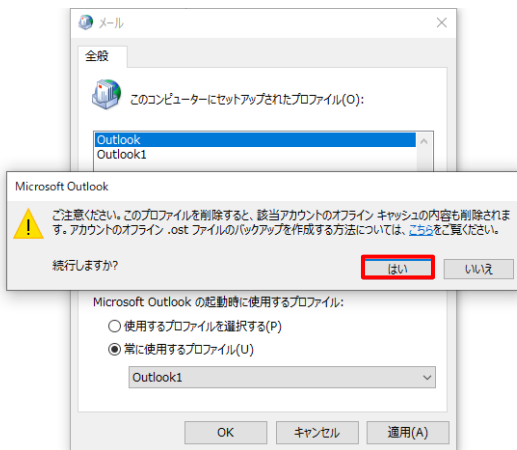 メール
全般
このコンピューターにセットアップされたプロファイル(O):
Outlook
Outlook1
Microsoft Outlook
ご注意ください。このプロファイルを削除すると、該当アカウントのオフライン キャッシュの内容も削除されま
す。アカウントのオフライン .ost ファイルのバックアップを作成する方法については、こちらをご覧ください。
続行しますか?
はい
いいえ
Microsoft Outlook の起動時に使用するプロファイル:
使用するプロファイルを選択する(P)
常に使用するプロファイル(U)
Outlook1
OK
キャンセル
適用(A)